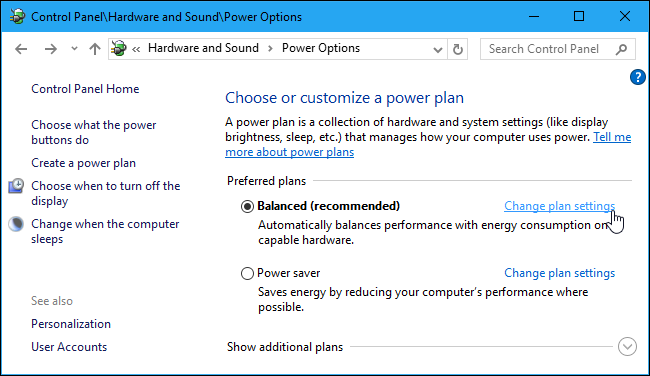 Control Panel\Hardware and Sound\Power Options
« Hardware and Sound › Power Options
Search Control Panel
Control Panel Home
Choose what the power
buttons do
Create a power plan
Choose when to turn off the
display
Change when the computer
sleeps
See also
Personalization
User Accounts
Choose or customize a power plan
A power plan is a collection of hardware and system settings (like display
brightness, sleep, etc.) that manages how your computer uses power. Tell me
more about power plans
Preferred plans
Balanced (recommended) Change plan settings
Automatically balances performance with energy consumption on
capable hardware.
Power saver Change plan settings
Saves energy by reducing your computer's performance where
possible.
Show additional plans